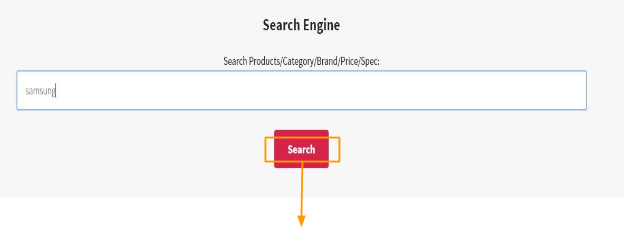 Search Engine
Search Products/Category/Brand/Price/Spec:
samsung
Search